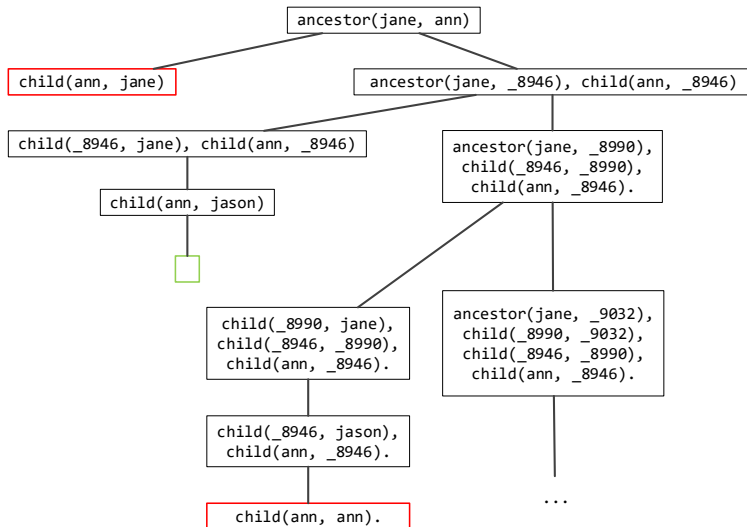 ancestor(jane, ann)
child(ann, jane)
ancestor(jane, _8946), child(ann, _8946)
child(_8946, jane), child(ann, _8946)
ancestor(jane, _8990),
child(_8946, _8990),
child(ann, _8946).
child(ann, jason)
child(_8990, jane),
child(_8946, _8990),
child(ann, _8946).
ancestor(jane, _9032),
child(_8990, _9032),
child(_8946, _8990),
child(ann, _8946).
child(_8946, jason),
child(ann, _8946).
...
child(ann, ann).